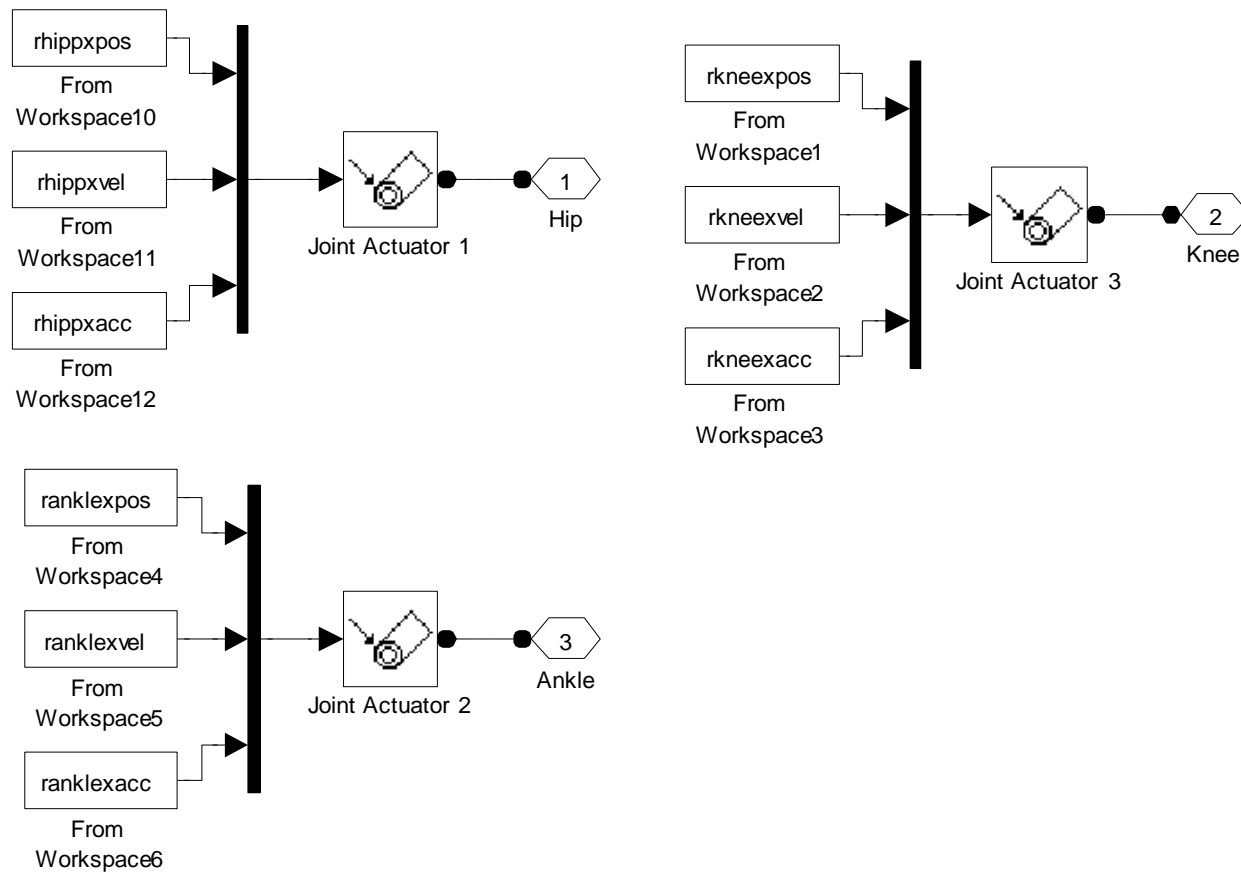 rhippxpos
From
Workspace10
rhippxvel
From
Workspace11
rhippxacc
From
Workspace12
Joint Actuator 1
1
Hip
rkneexpos
From
Workspace1
rkneexvel
From
Workspace2
rkneexacc
From
Workspace3
Joint Actuator 3
2
Knee
ranklexpos
From
Workspace4
ranklexvel
From
Workspace5
ranklexacc
From
Workspace6
Joint Actuator 2
3
Ankle